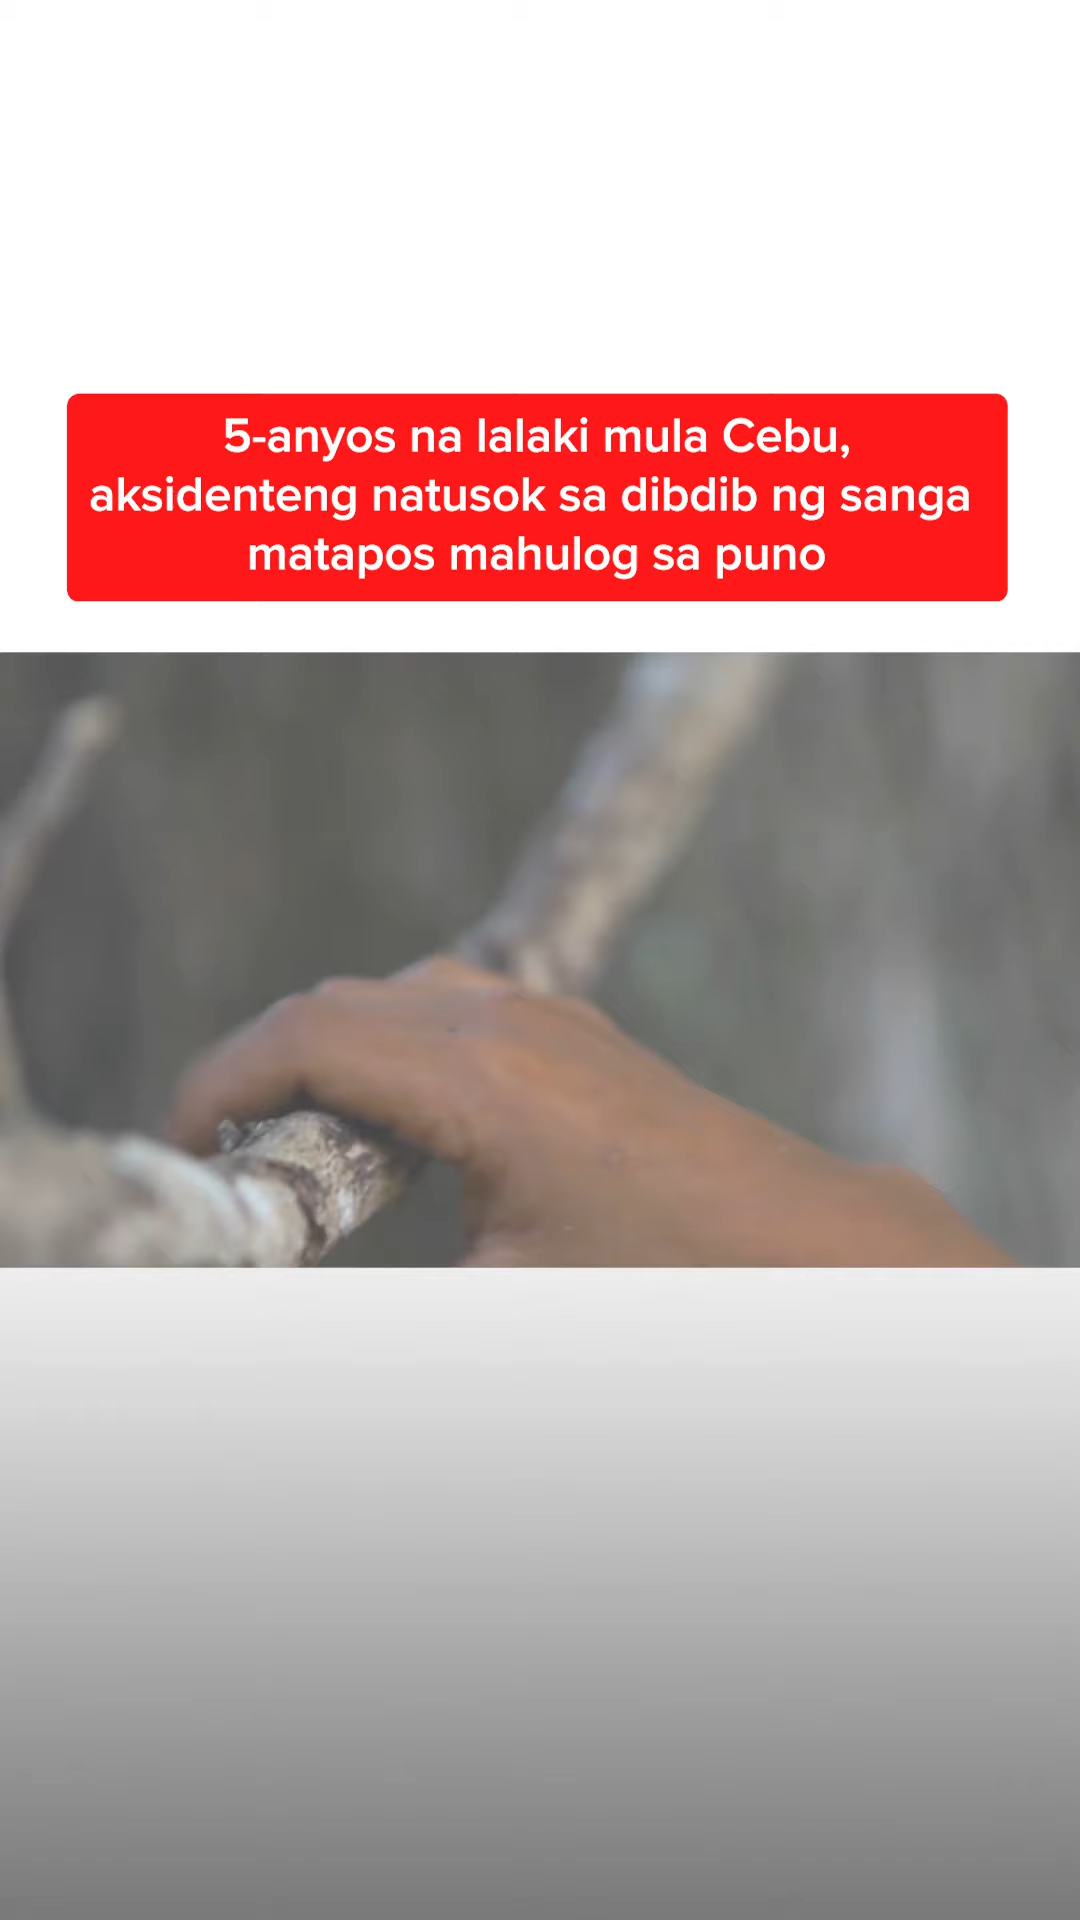 5-anyos na lalaki mula Cebu,
aksidenteng natusok sa dibdib ng sanga
matapos mahulog sa puno